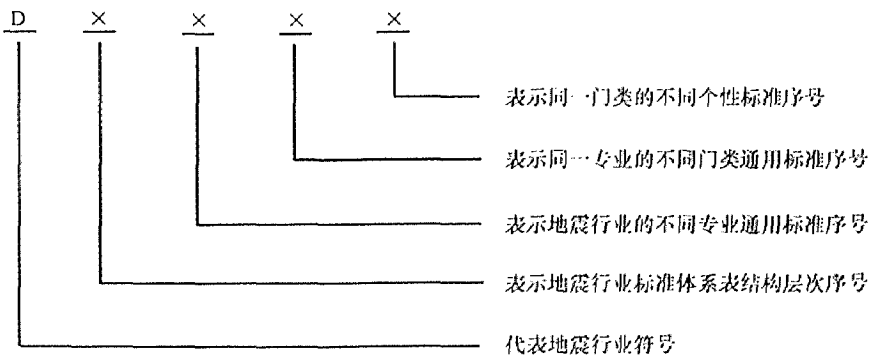 D × × × ×
表示同一门类的不同个性标准序号
表示同一专业的不同门类通用标准序号
表示地震行业的不同专业通用标准序号
表示地震行业标准体系表结构层次序号
代表地震行业符号